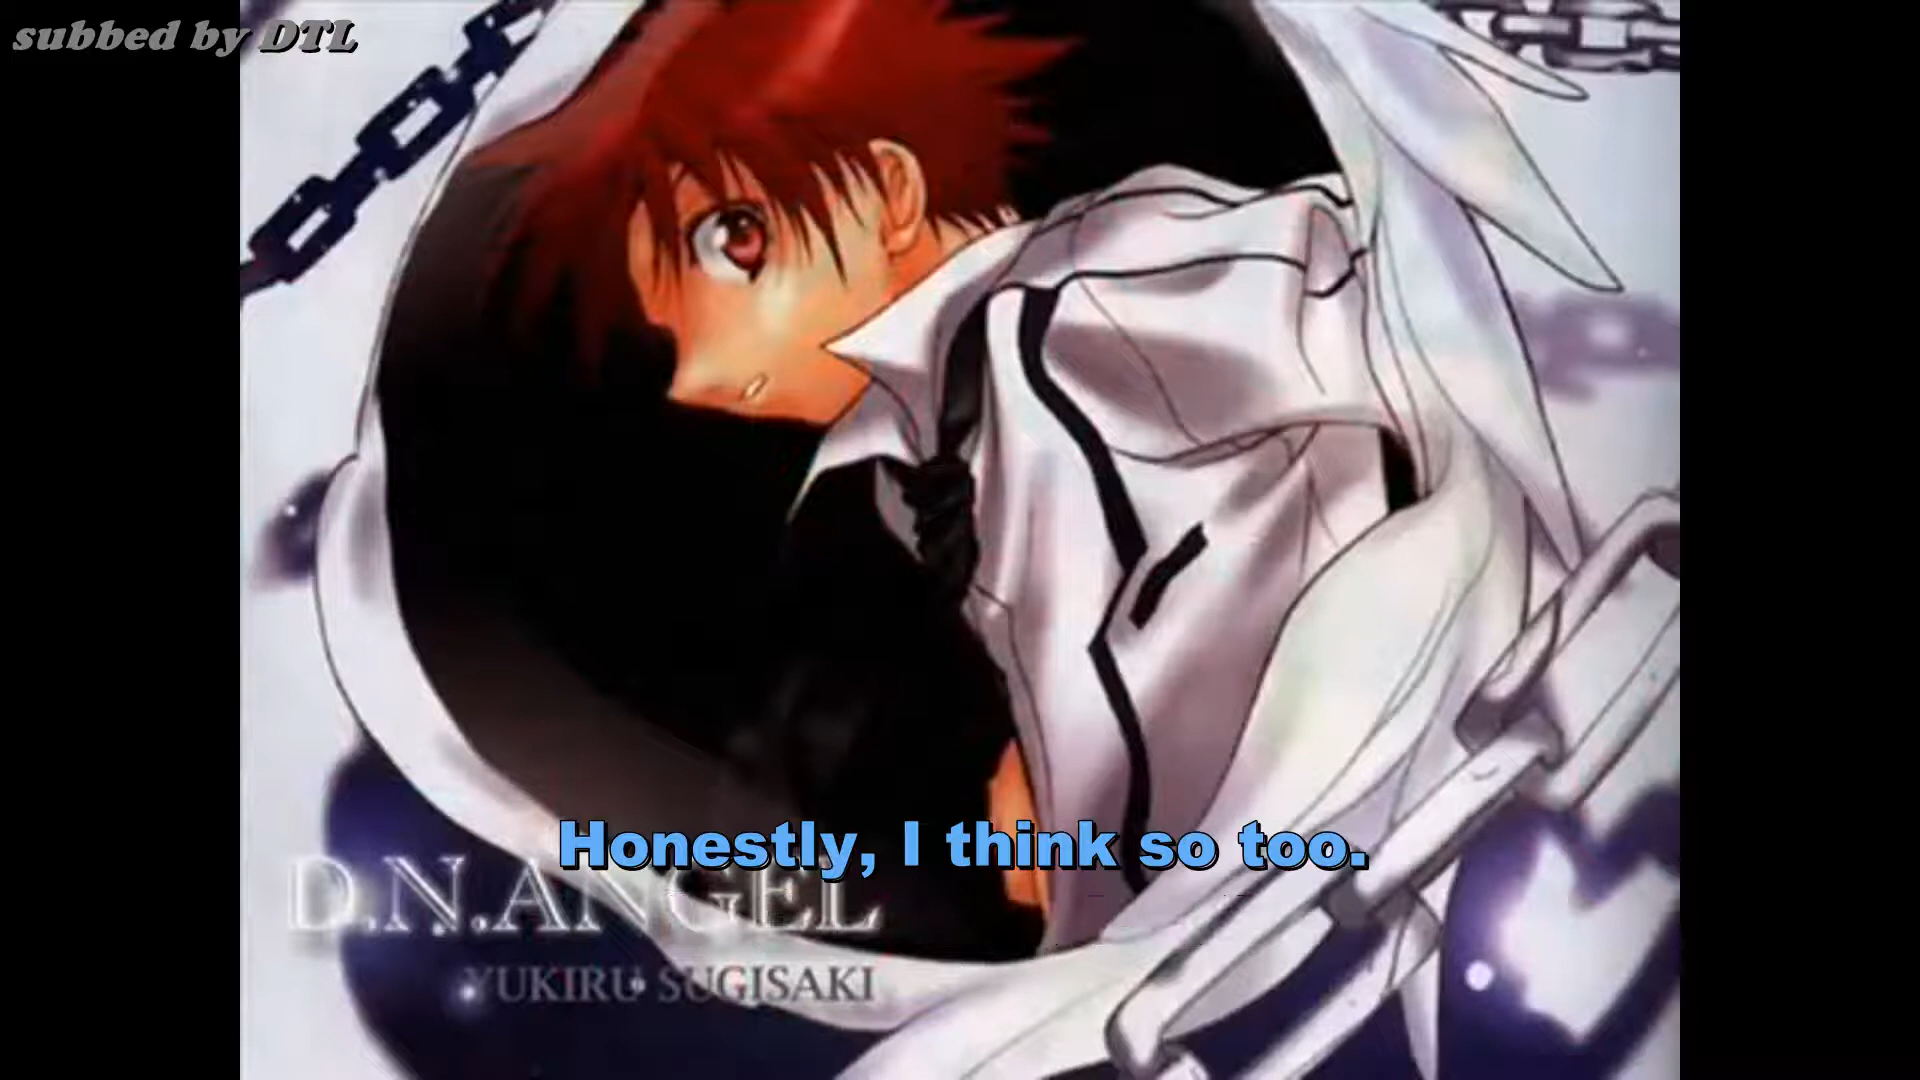 subbed by DTL
Honestly, I think so too.
D.N.ANGEL
YUKIRU SUGISAKI